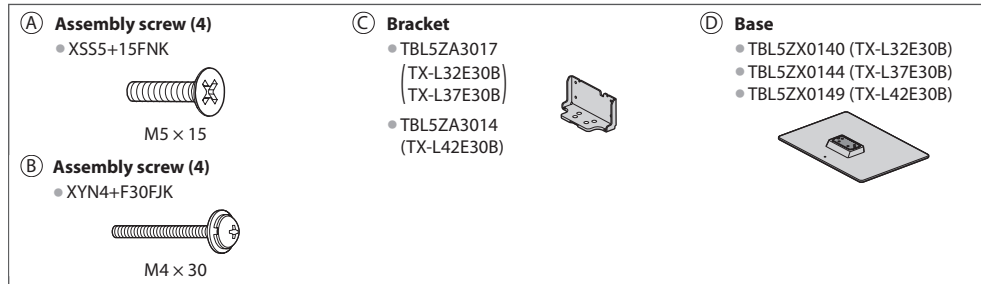 Ⓐ Assembly screw (4)
● XSS5+15FNK
M5 × 15
Ⓑ Assembly screw (4)
● XYN4+F30FJK
M4 × 30
Ⓒ Bracket
● TBL5ZA3017
(TX-L32E30B)
(TX-L37E30B)
● TBL5ZA3014
(TX-L42E30B)
Ⓓ Base
● TBL5ZX0140 (TX-L32E30B)
● TBL5ZX0144 (TX-L37E30B)
● TBL5ZX0149 (TX-L42E30B)